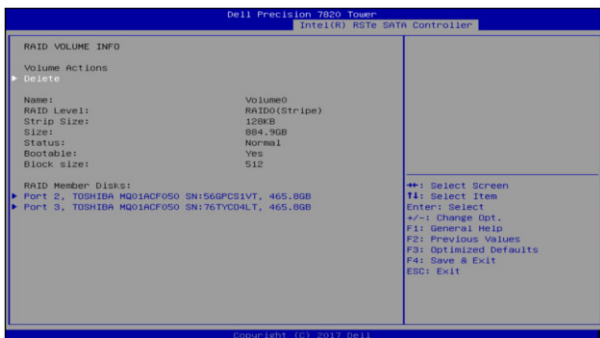 Dell Precision 7820 Tower
Intel(R) RSTe SATA Controller
RAID VOLUME INFO
Volume Actions
Delete
Name: Volume0
RAID Level: RAID0(Stripe)
Strip Size: 128KB
Size: 884.9GB
Status: Normal
Bootable: Yes
Block size: 512
RAID Member Disks:
Port 2, TOSHIBA MQ01ACF050 SN:56GPCS1VT, 465.8GB
Port 3, TOSHIBA MQ01ACF050 SN:76TYCO4LT, 465.8GB
→←: Select Screen
↑↓: Select Item
Enter: Select
+/-: Change Opt.
F1: General Help
F2: Previous Values
F3: Optimized Defaults
F4: Save & Exit
ESC: Exit
Copyright (C) 2017 Dell